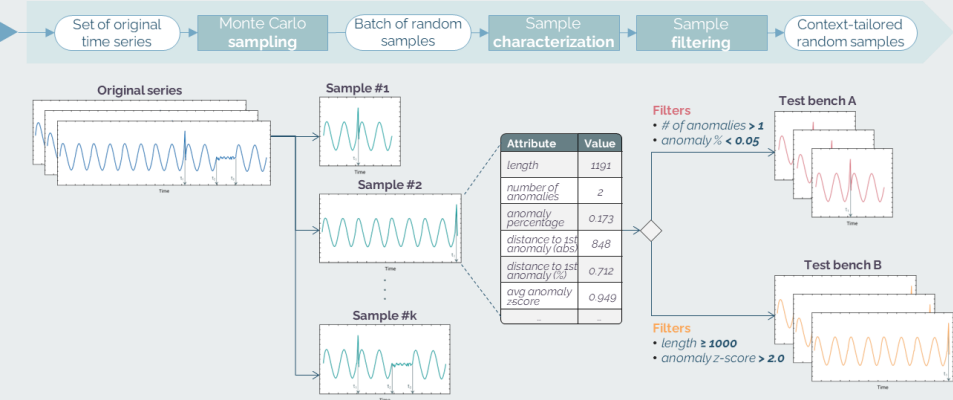 Set of original
time series
Monte Carlo
sampling
Batch of random
samples
Sample
characterization
Sample
filtering
Context-tailored
random samples
Original series
Time
Sample #1
Time
Sample #2
Time
Sample #k
Time
Attribute Value
length 1191
number of
anomalies 2
anomaly
percentage 0.173
distance to 1st
anomaly (abs) 848
distance to 1st
anomaly (%) 0.712
avg anomaly
z-score 0.949
... ...
Filters
• # of anomalies > 1
• anomaly % < 0.05
Test bench A
Time
Filters
• length ≥ 1000
• anomaly z-score > 2.0
Test bench B
Time